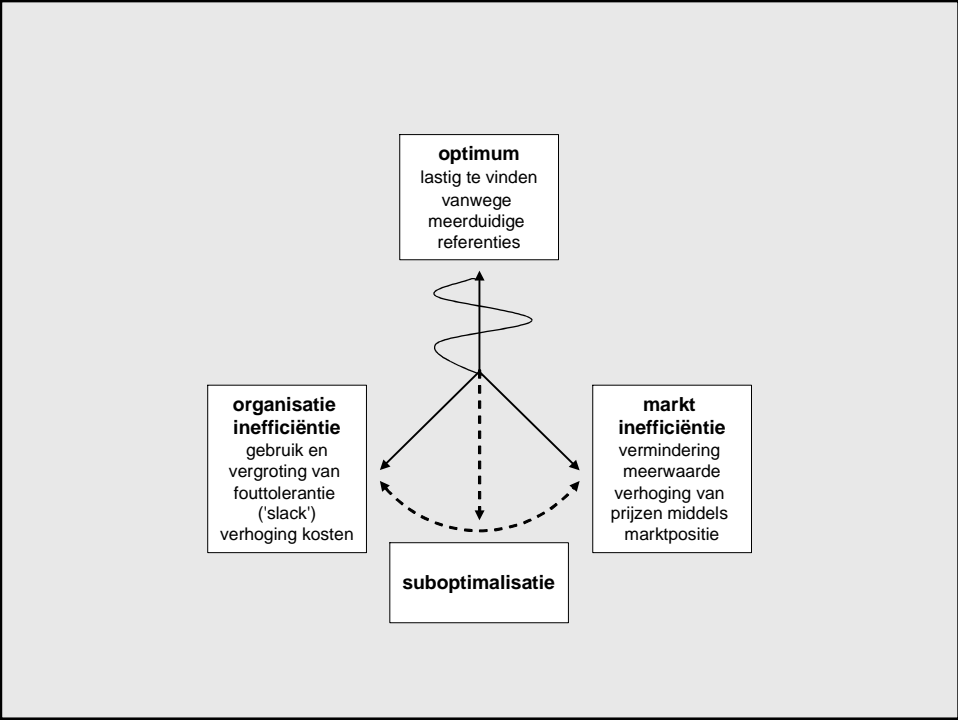 optimum
lastig te vinden
vanwege
meerduidige
referenties
organisatie
inefficiëntie
gebruik en
vergroting van
fouttolerantie
('slack')
verhoging kosten
markt
inefficiëntie
vermindering
meerwaarde
verhoging van
prijzen middels
marktpositie
suboptimalisatie